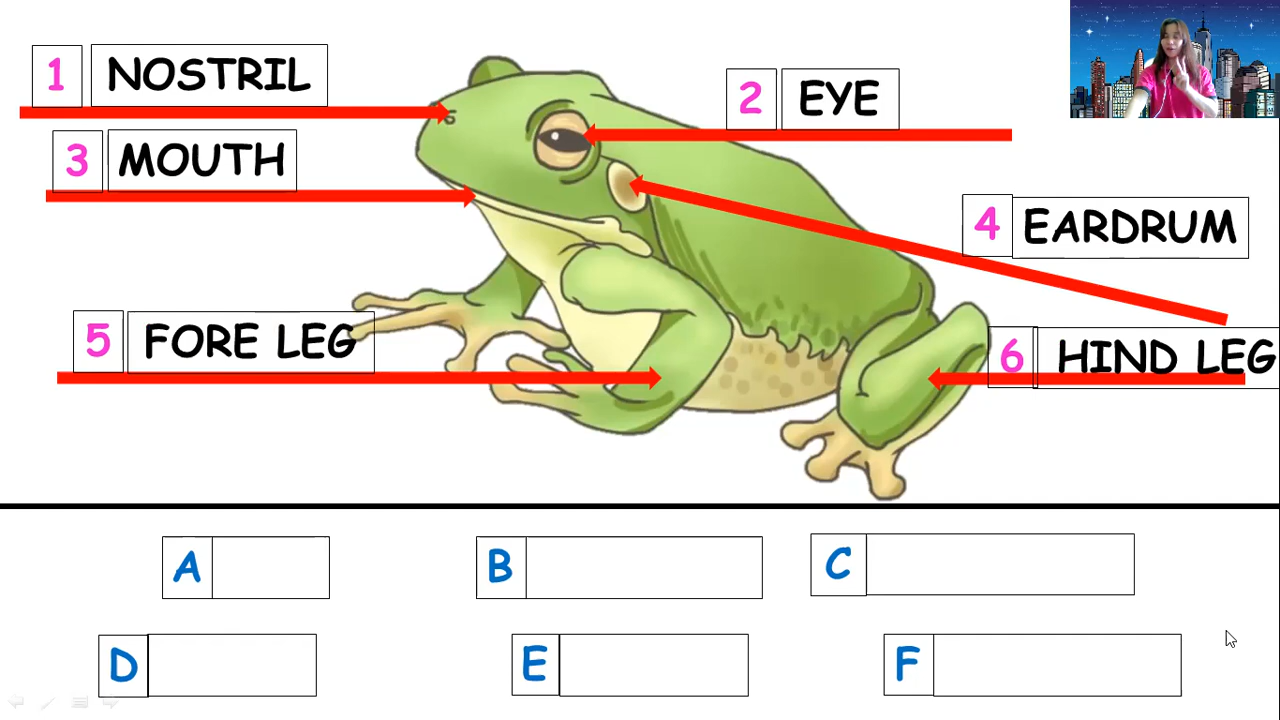 1 NOSTRIL
2 EYE
3 MOUTH
4 EARDRUM
5 FORE LEG
6 HIND LEG
A
B
C
D
E
F